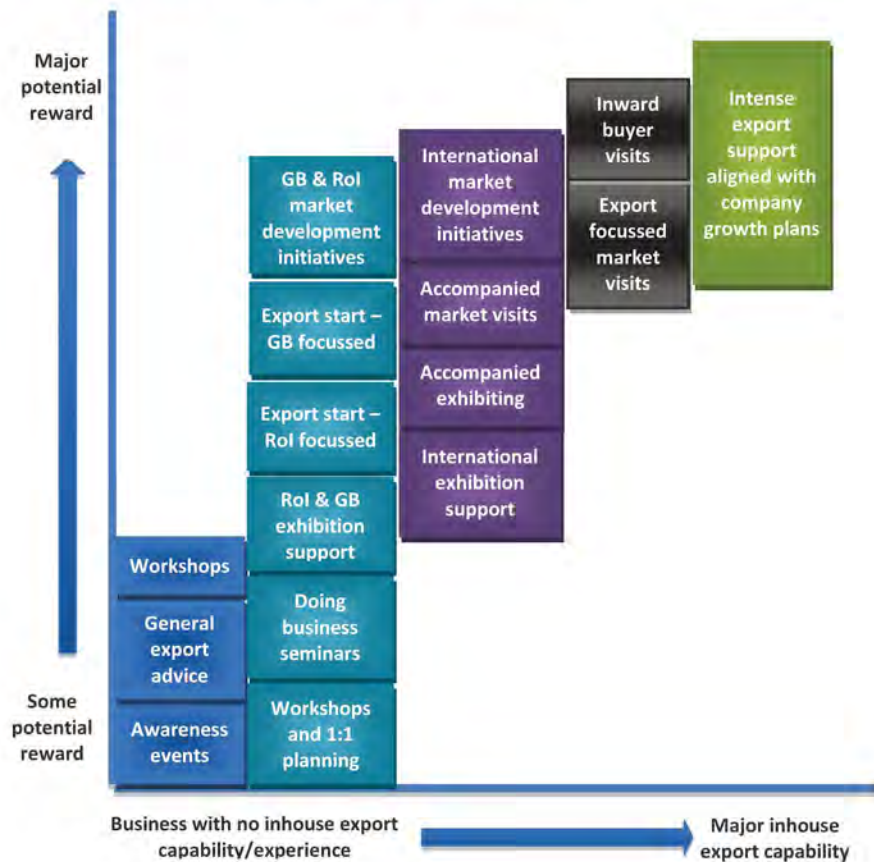 Major
potential
reward
Some
potential
reward
Workshops
General
export
advice
Awareness
events
GB & RoI
market
development
initiatives
Export start –
GB focussed
Export start –
RoI focussed
RoI & GB
exhibition
support
Doing
business
seminars
Workshops
and 1:1
planning
International
market
development
initiatives
Accompanied
market visits
Accompanied
exhibiting
International
exhibition
support
Inward
buyer
visits
Export
focussed
market
visits
Intense
export
support
aligned with
company
growth plans
Business with no inhouse export
capability/experience
Major inhouse
export capability